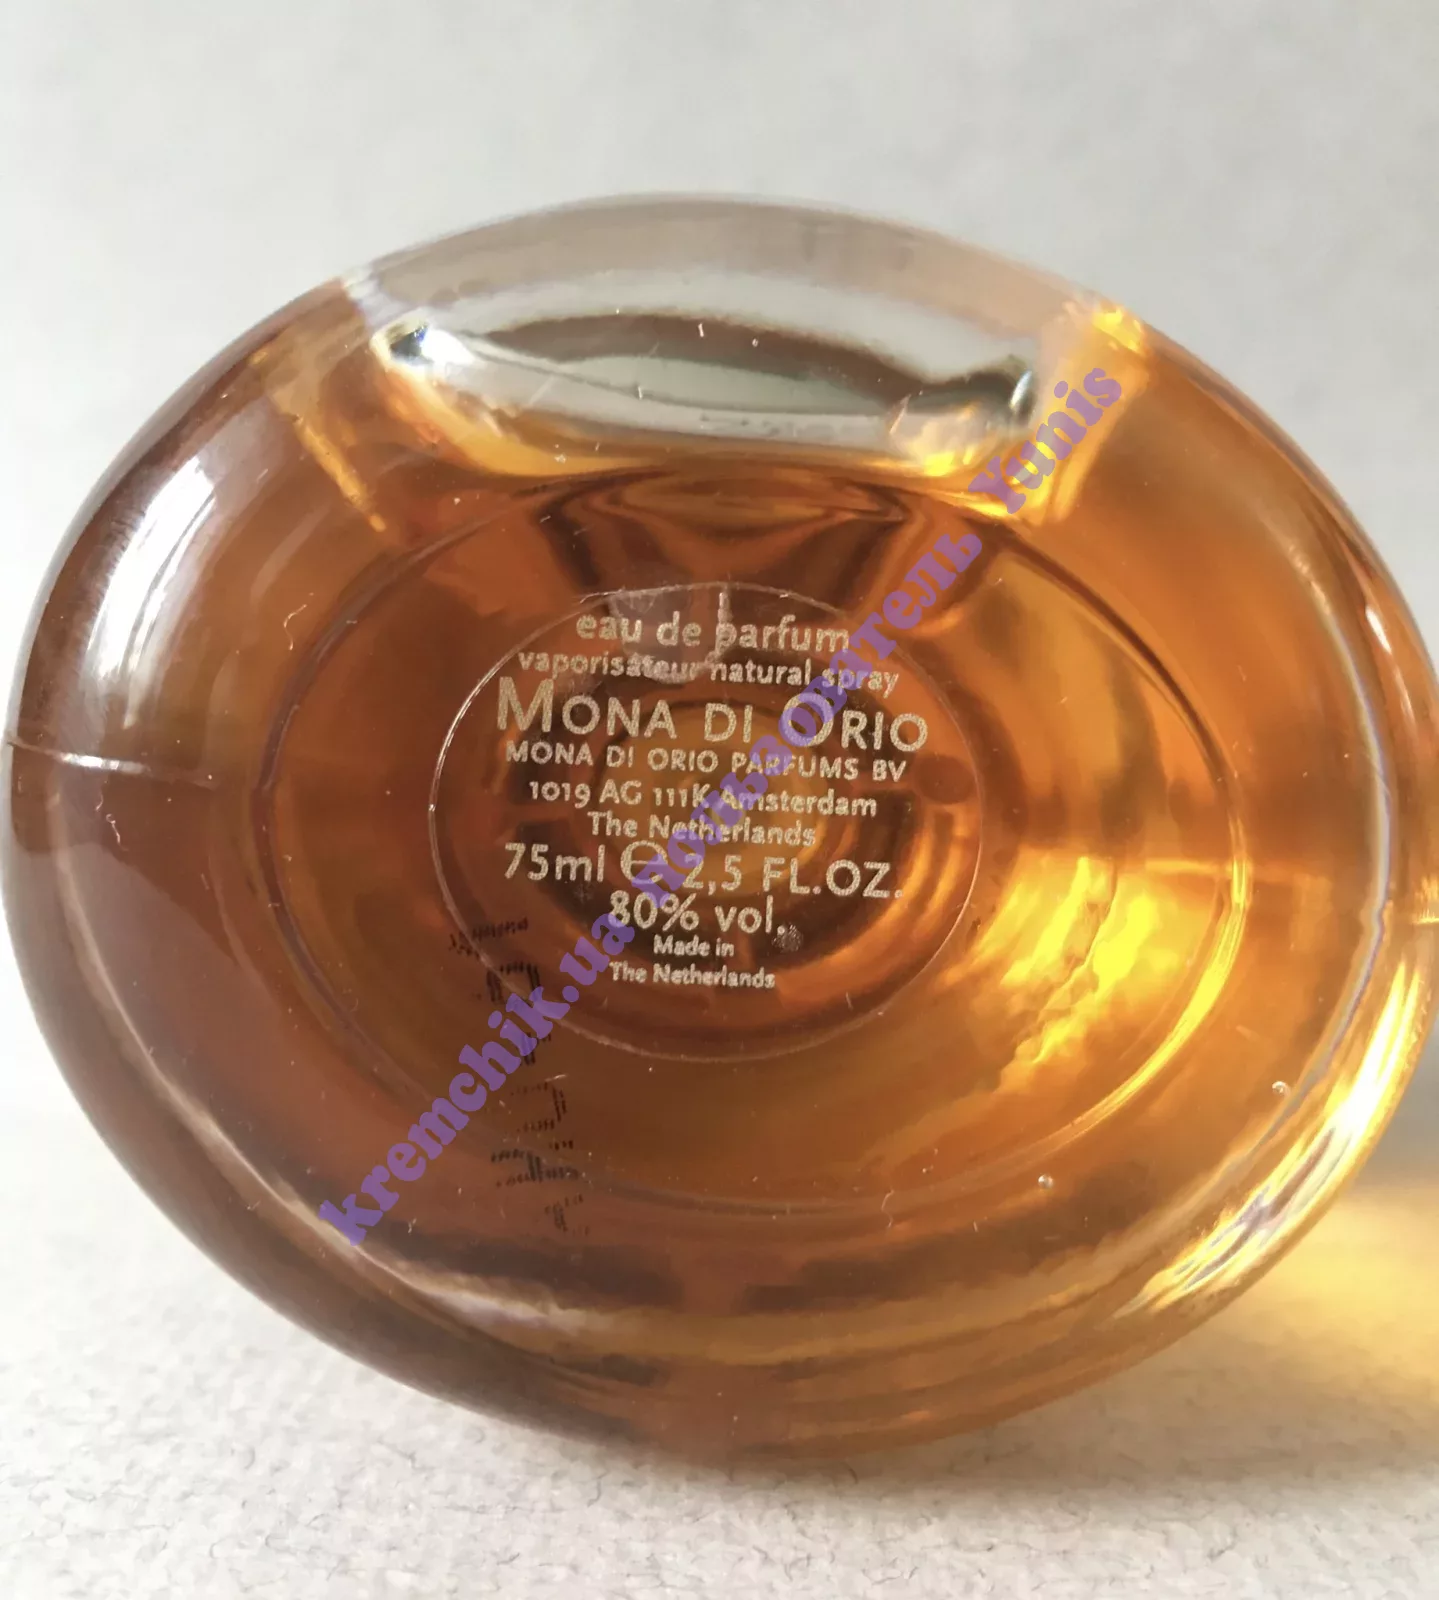 eau de parfum
vaporisateur natural spray
MONA DI ORIO
MONA DI ORIO PARFUMS BV
1019 AG 111K Amsterdam
The Netherlands
75ml ℮ 2,5 FL.OZ.
80% vol.
Made in
The Netherlands
kremchik.ua пользователь Yunis